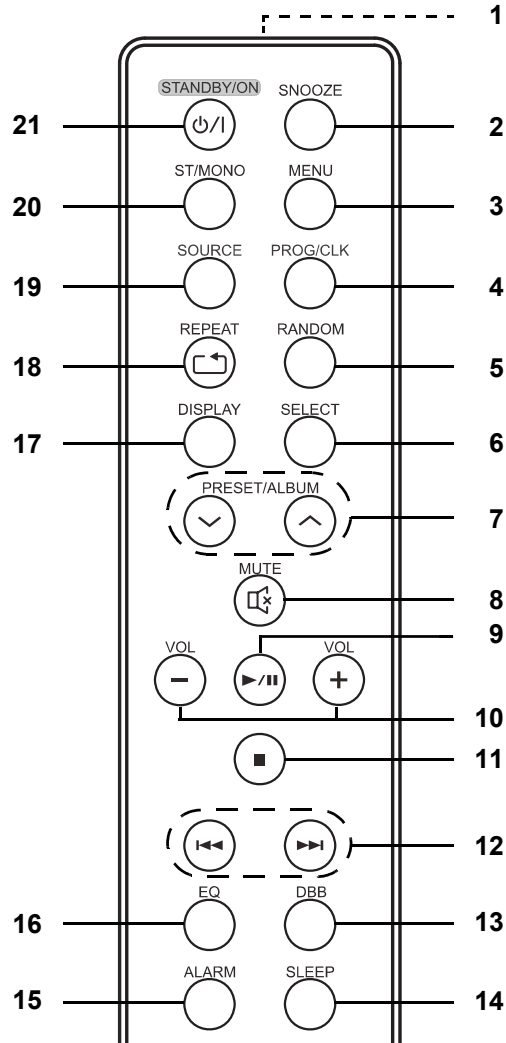 1
STANDBY/ON SNOOZE
21 2
ST/MONO MENU
20 3
SOURCE PROG/CLK
19 4
REPEAT RANDOM
18 5
DISPLAY SELECT
17 6
PRESET/ALBUM
7
MUTE
8
9
VOL VOL
10
11
12
EQ DBB
16 13
ALARM SLEEP
15 14